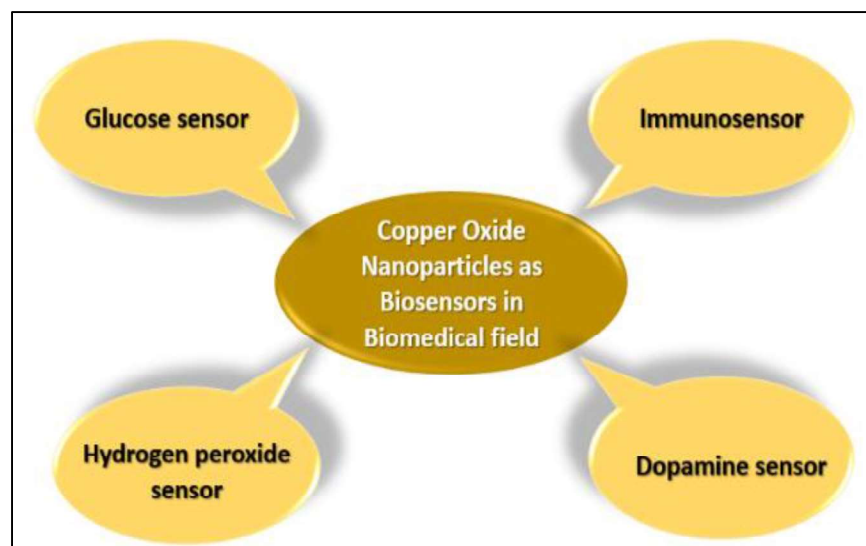 Glucose sensor
Immunosensor
Copper Oxide
Nanoparticles as
Biosensors in
Biomedical field
Hydrogen peroxide
sensor
Dopamine sensor